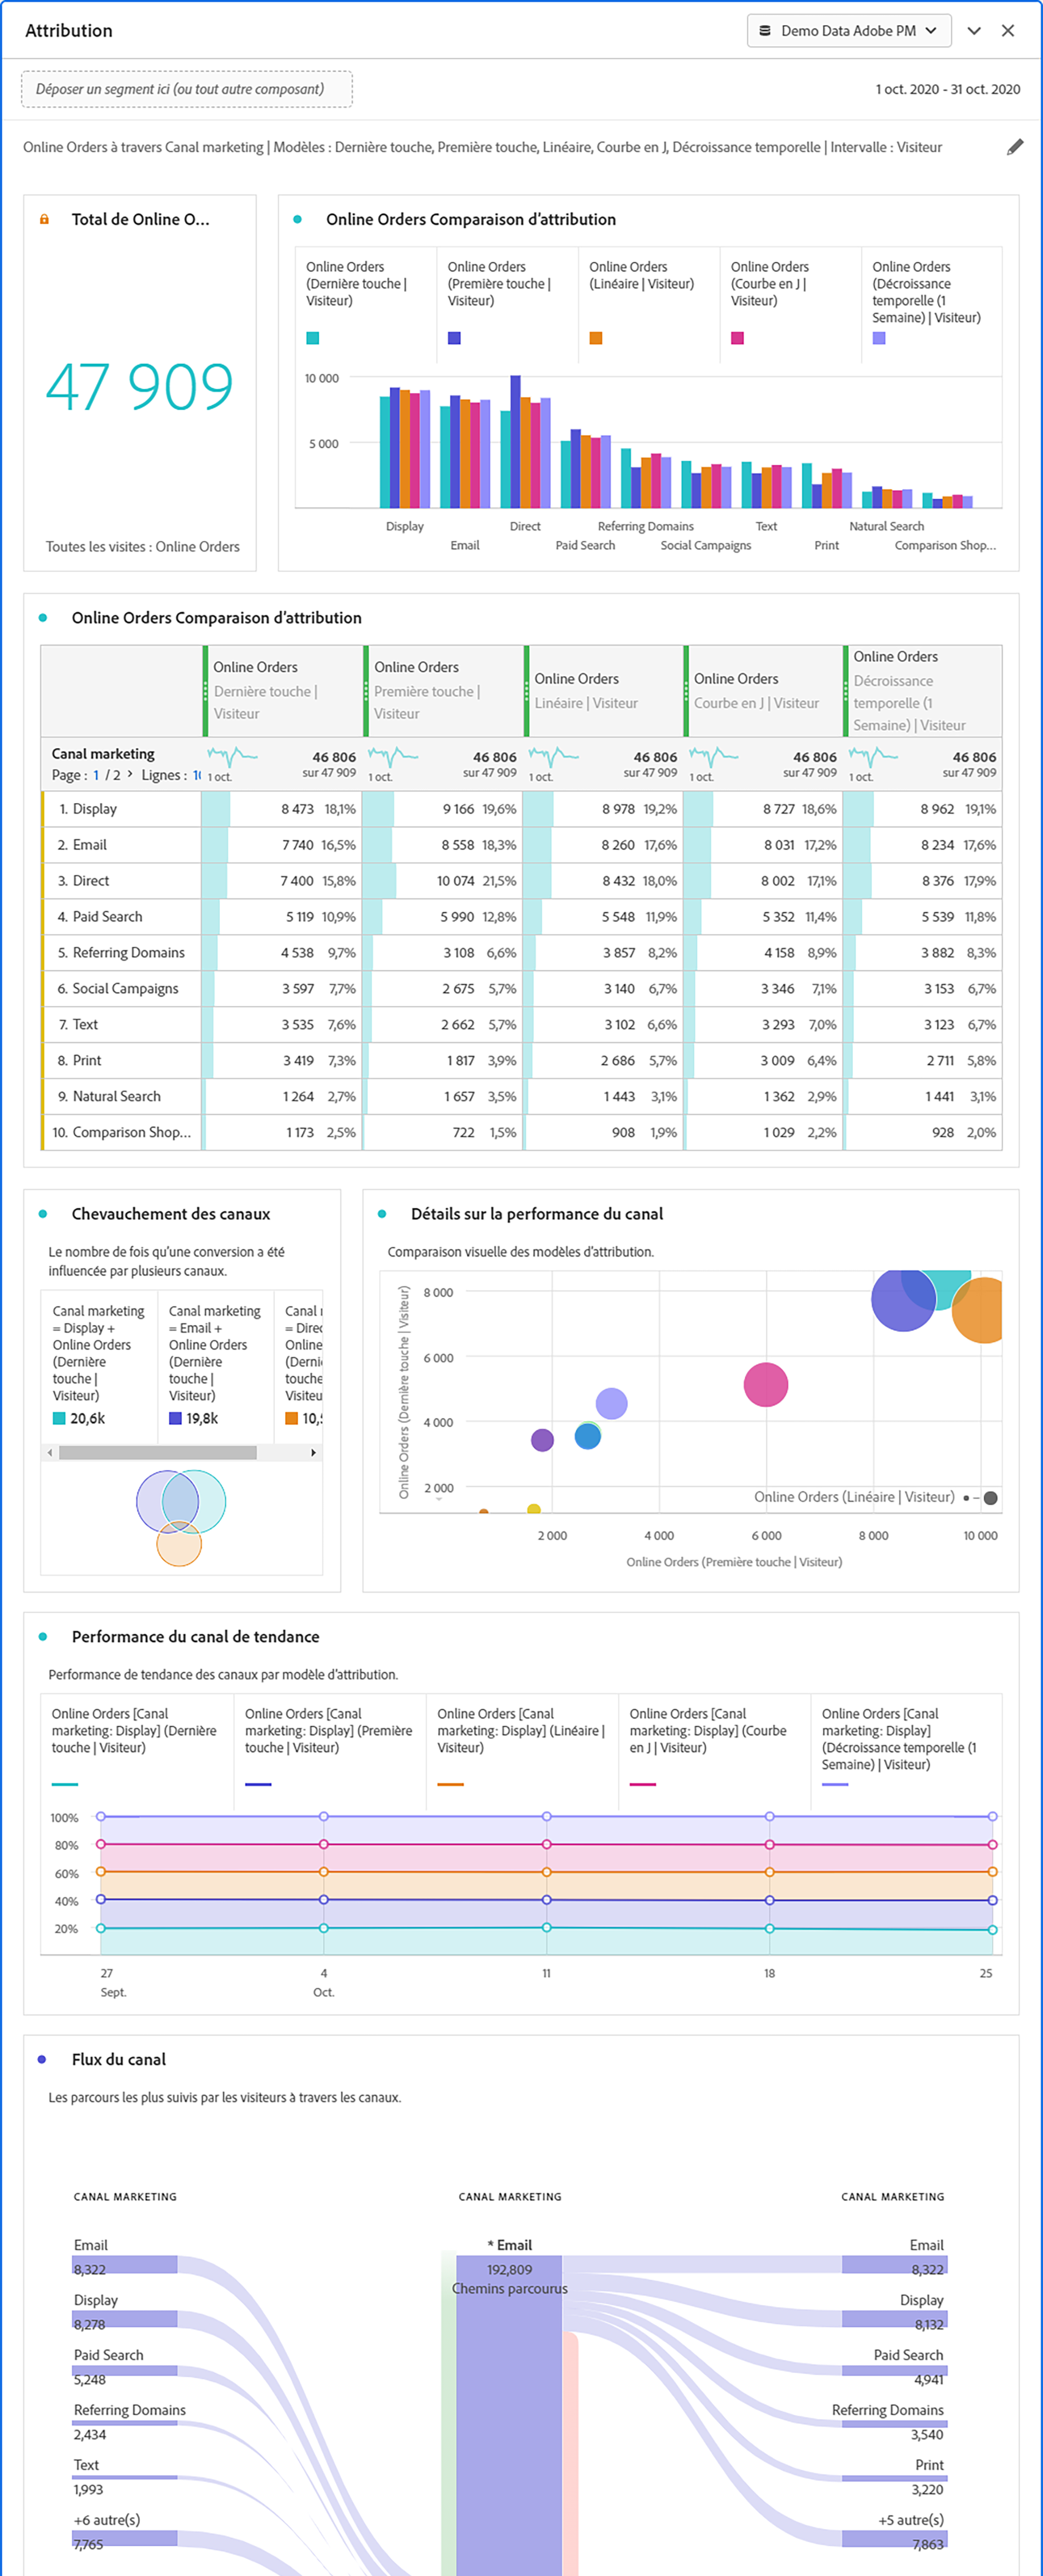 Attribution
Demo Data Adobe PM
Déposer un segment ici (ou tout autre composant)
1 oct. 2020 - 31 oct. 2020
Online Orders à travers Canal marketing | Modèles : Dernière touche, Première touche, Linéaire, Courbe en J, Décroissance temporelle | Intervalle : Visiteur
Total de Online O...
47 909
Toutes les visites : Online Orders
Online Orders Comparaison d'attribution
Online Orders
(Dernière touche |
Visiteur)
Online Orders
(Première touche |
Visiteur)
Online Orders
(Linéaire | Visiteur)
Online Orders
(Courbe en J |
Visiteur)
Online Orders
(Décroissance
temporelle (1
Semaine) | Visiteur)
10 000
5 000
Display
Direct
Referring Domains
Text
Natural Search
Email
Paid Search
Social Campaigns
Print
Comparison Shop...
Online Orders Comparaison d'attribution
Online Orders
Dernière touche |
Visiteur
Online Orders
Première touche |
Visiteur
Online Orders
Linéaire | Visiteur
Online Orders
Courbe en J | Visiteur
Online Orders
Décroissance
temporelle (1
Semaine) | Visiteur
Canal marketing
Page : 1 / 2 > Lignes : 10
1 oct. 46 806 sur 47 909
1 oct. 46 806 sur 47 909
1 oct. 46 806 sur 47 909
1 oct. 46 806 sur 47 909
1 oct. 46 806 sur 47 909
1. Display 8 473 18,1% 9 166 19,6% 8 978 19,2% 8 727 18,6% 8 962 19,1%
2. Email 7 740 16,5% 8 558 18,3% 8 260 17,6% 8 031 17,2% 8 234 17,6%
3. Direct 7 400 15,8% 10 074 21,5% 8 432 18,0% 8 002 17,1% 8 376 17,9%
4. Paid Search 5 119 10,9% 5 990 12,8% 5 548 11,9% 5 352 11,4% 5 539 11,8%
5. Referring Domains 4 538 9,7% 3 108 6,6% 3 857 8,2% 4 158 8,9% 3 882 8,3%
6. Social Campaigns 3 597 7,7% 2 675 5,7% 3 140 6,7% 3 346 7,1% 3 153 6,7%
7. Text 3 535 7,6% 2 662 5,7% 3 102 6,6% 3 293 7,0% 3 123 6,7%
8. Print 3 419 7,3% 1 817 3,9% 2 686 5,7% 3 009 6,4% 2 711 5,8%
9. Natural Search 1 264 2,7% 1 657 3,5% 1 443 3,1% 1 362 2,9% 1 441 3,1%
10. Comparison Shop... 1 173 2,5% 722 1,5% 908 1,9% 1 029 2,2% 928 2,0%
Chevauchement des canaux
Le nombre de fois qu'une conversion a été
influencée par plusieurs canaux.
Canal marketing
= Display +
Online Orders
(Dernière
touche |
Visiteur)
20,6k
Canal marketing
= Email +
Online Orders
(Dernière
touche |
Visiteur)
19,8k
Canal
= Direc
Online
(Derni
touche
Visiteu
10,
Détails sur la performance du canal
Comparaison visuelle des modèles d'attribution.
Online Orders (Dernière touche | Visiteur)
8 000
6 000
4 000
2 000
Online Orders (Linéaire | Visiteur)
2 000
4 000
6 000
8 000
10 000
Online Orders (Première touche | Visiteur)
Performance du canal de tendance
Performance de tendance des canaux par modèle d'attribution.
Online Orders [Canal
marketing: Display] (Dernière
touche | Visiteur)
Online Orders [Canal
marketing: Display] (Première
touche | Visiteur)
Online Orders [Canal
marketing: Display] (Linéaire |
Visiteur)
Online Orders [Canal
marketing: Display] (Courbe
en J | Visiteur)
Online Orders [Canal
marketing: Display]
(Décroissance temporelle (1
Semaine) | Visiteur)
100%
80%
60%
40%
20%
27
Sept.
4
Oct.
11
18
25
Flux du canal
Les parcours les plus suivis par les visiteurs à travers les canaux.
CANAL MARKETING
CANAL MARKETING
CANAL MARKETING
Email
8,322
Display
8,278
Paid Search
5,248
Referring Domains
2,434
Text
1,993
+6 autre(s)
7,765
* Email
192,809
Chemins parcourus
Email
8,322
Display
8,132
Paid Search
4,941
Referring Domains
3,540
Print
3,220
+5 autre(s)
7,863